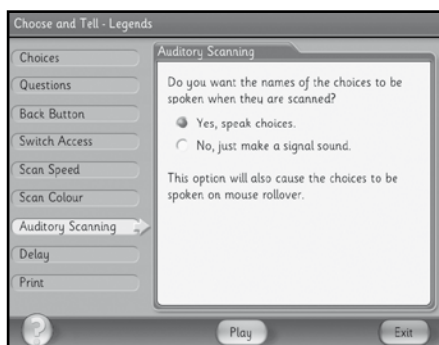 Choose and Tell - Legends
Choices
Questions
Back Button
Switch Access
Scan Speed
Scan Colour
Auditory Scanning
Delay
Print
Auditory Scanning
Do you want the names of the choices to be
spoken when they are scanned?
Yes, speak choices.
No, just make a signal sound.
This option will also cause the choices to be
spoken on mouse rollover.
?
Play
Exit